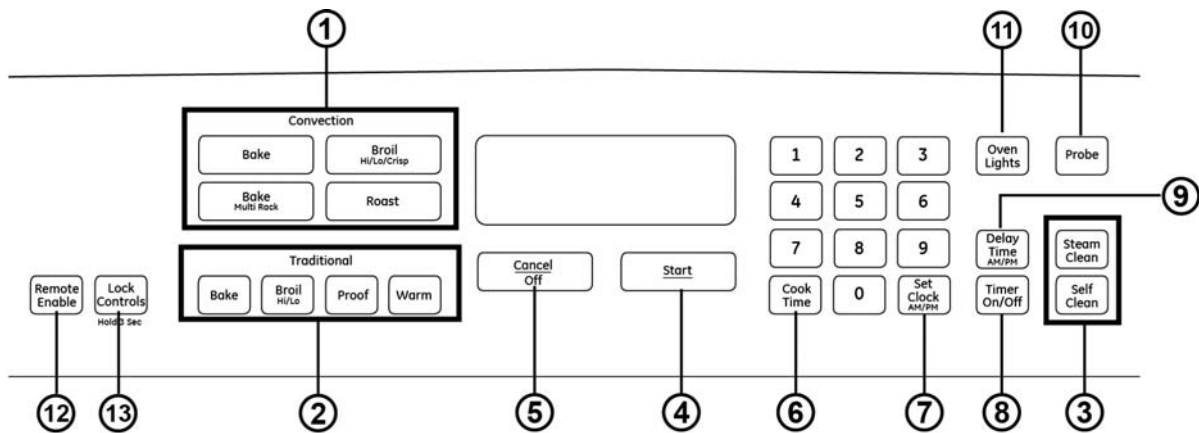 1
11
10
Convection
Bake
Broil
Hi/Lo/Crisp
Bake
Multi Rack
Roast
1
2
3
Oven
Lights
Probe
4
5
6
9
Traditional
Bake
Broil
Hi/Lo
Proof
Warm
Cancel
Off
Start
7
8
9
Delay
Time
AM/PM
Steam
Clean
Remote
Enable
Lock
Controls
Hold 3 Sec
Cook
Time
0
Set
Clock
AM/PM
Timer
On/Off
Self
Clean
12
13
2
5
4
6
7
8
3